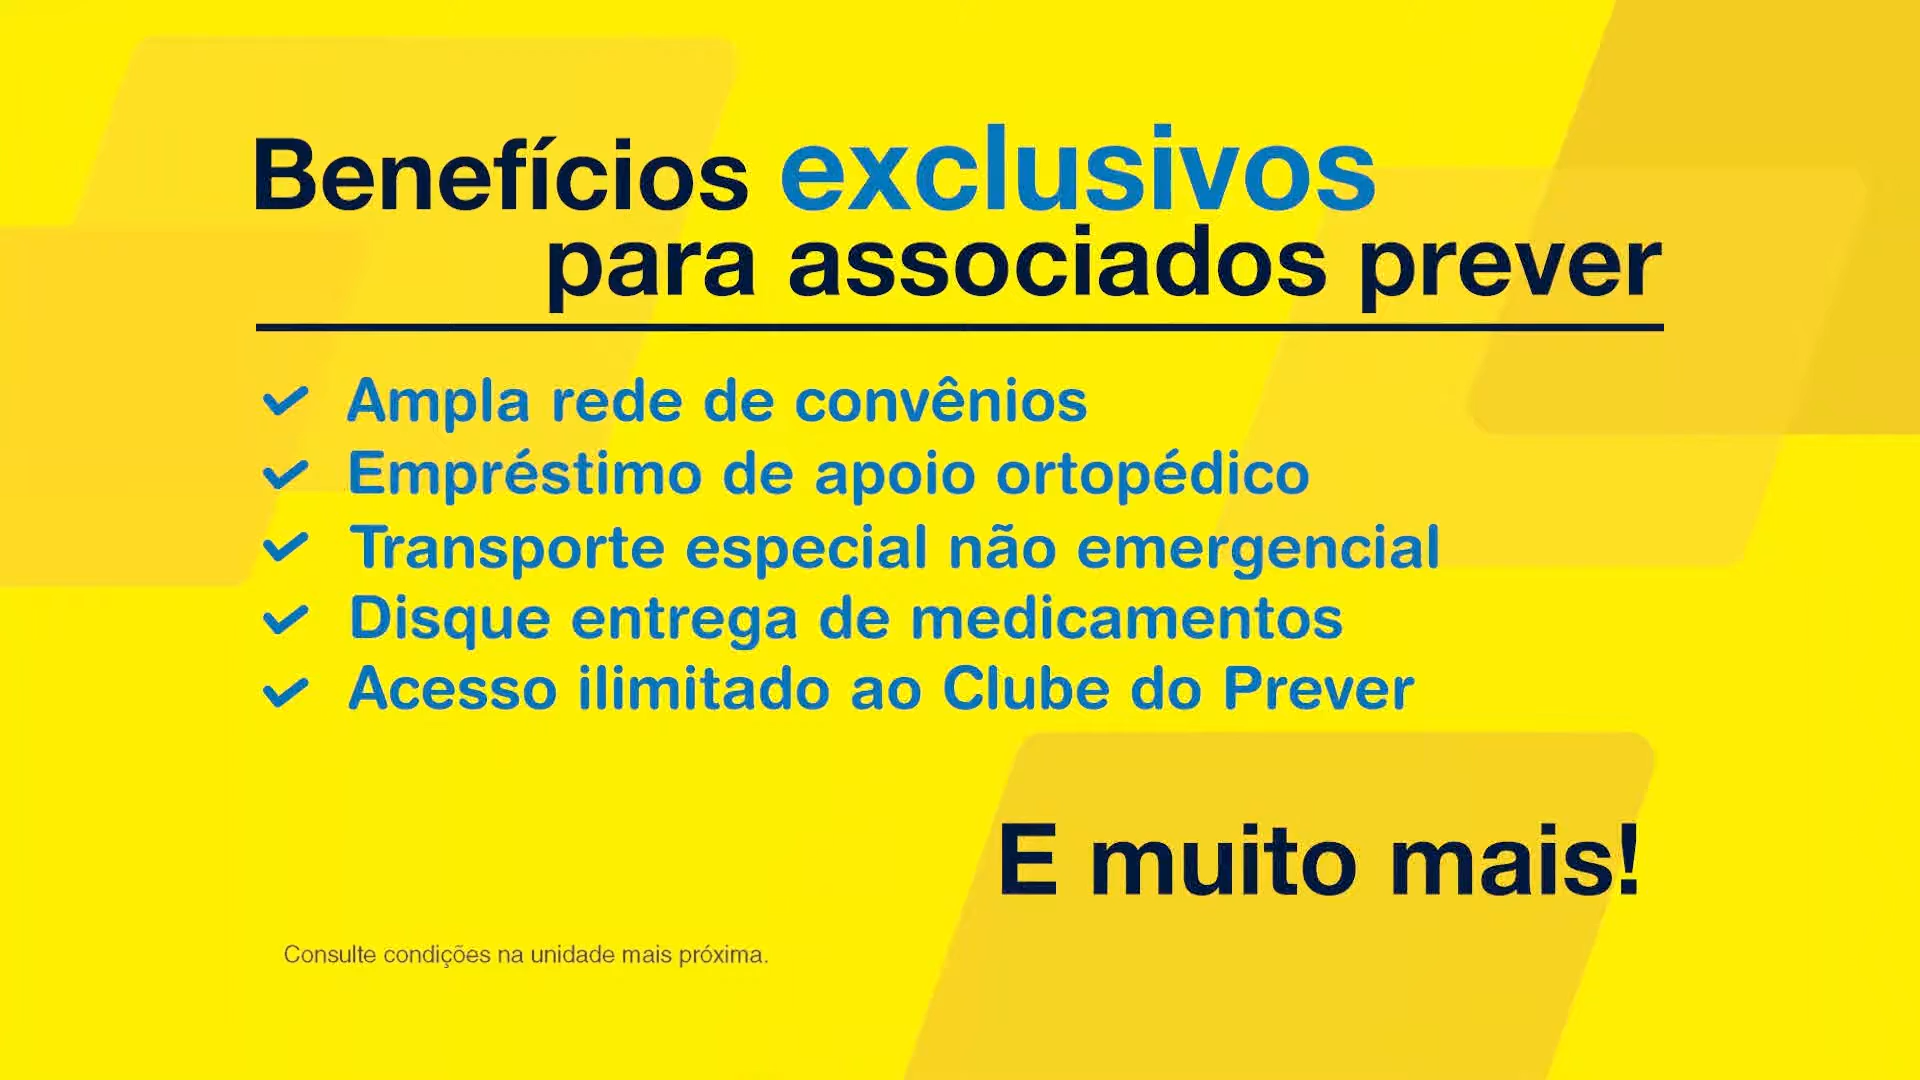 Benefícios exclusivos
para associados prever
Ampla rede de convênios
Empréstimo de apoio ortopédico
Transporte especial não emergencial
Disque entrega de medicamentos
Acesso ilimitado ao Clube do Prever
E muito mais!
Consulte condições na unidade mais próxima.